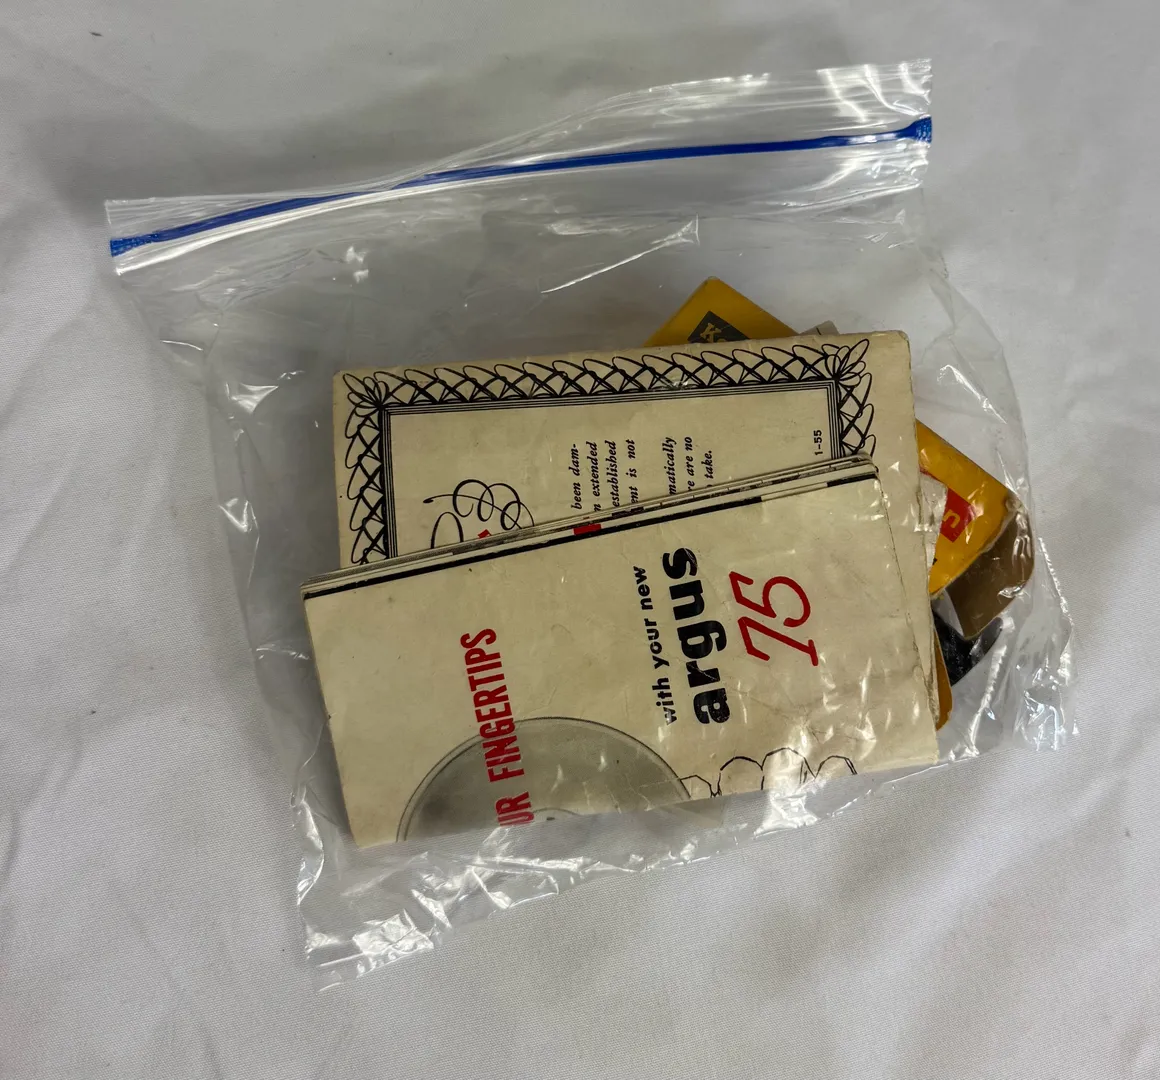 been dam-
n extended
established
ent is not
matically
re are no
take.
1-55
UR FINGERTIPS
with your new
argus
75